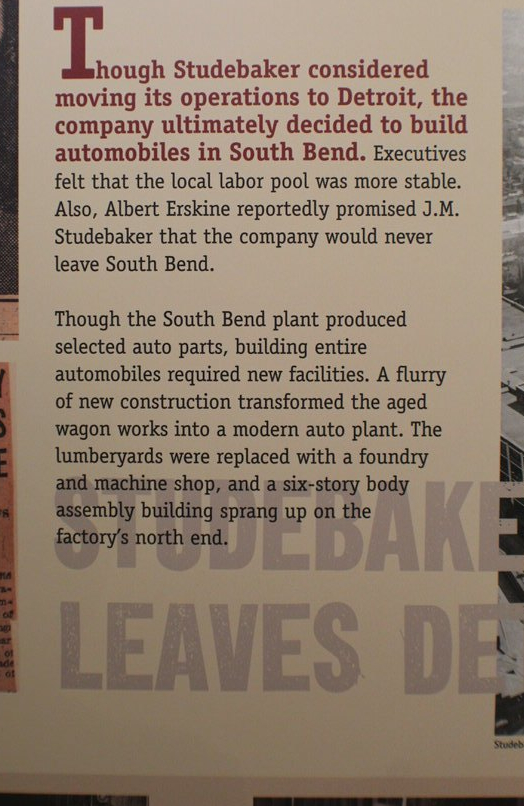 Though Studebaker considered
moving its operations to Detroit, the
company ultimately decided to build
automobiles in South Bend. Executives
felt that the local labor pool was more stable.
Also, Albert Erskine reportedly promised J.M.
Studebaker that the company would never
leave South Bend.
Though the South Bend plant produced
selected auto parts, building entire
automobiles required new facilities. A flurry
of new construction transformed the aged
wagon works into a modern auto plant. The
lumberyards were replaced with a foundry
and machine shop, and a six-story body
assembly building sprang up on the
factory's north end.
STUDEBAKE
LEAVES DE
Studeb